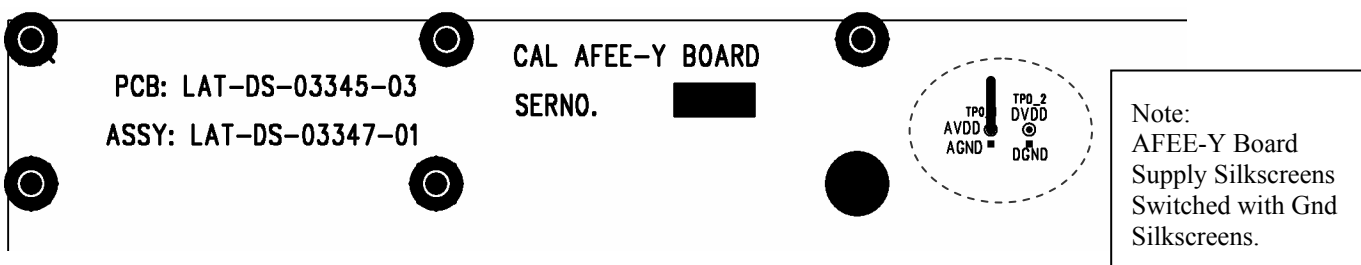 PCB: LAT-DS-03345-03
ASSY: LAT-DS-03347-01
CAL AFEE-Y BOARD
SERNO.
TP0_2
DVDD
AVDD
AGND
DGND
Note:
AFEE-Y Board
Supply Silkscreens
Switched with Gnd
Silkscreens.